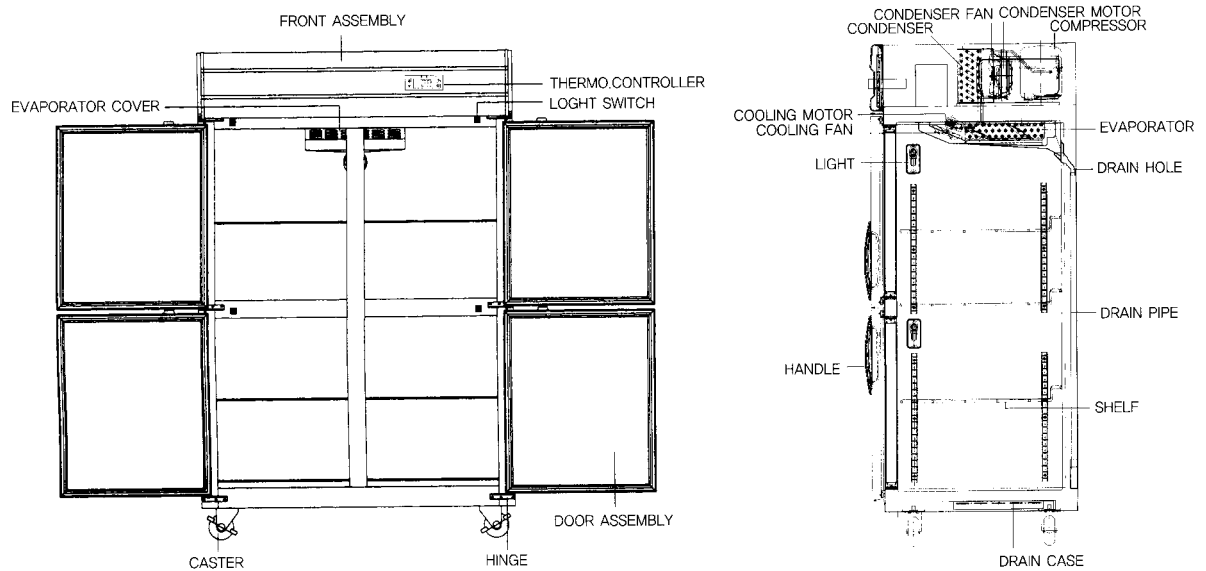 FRONT ASSEMBLY
THERMO.CONTROLLER
EVAPORATOR COVER
LOGHT SWITCH
DOOR ASSEMBLY
CASTER
HINGE
CONDENSER FAN
CONDENSER MOTOR
CONDENSER
COMPRESSOR
COOLING MOTOR
COOLING FAN
EVAPORATOR
LIGHT
DRAIN HOLE
DRAIN PIPE
HANDLE
SHELF
DRAIN CASE